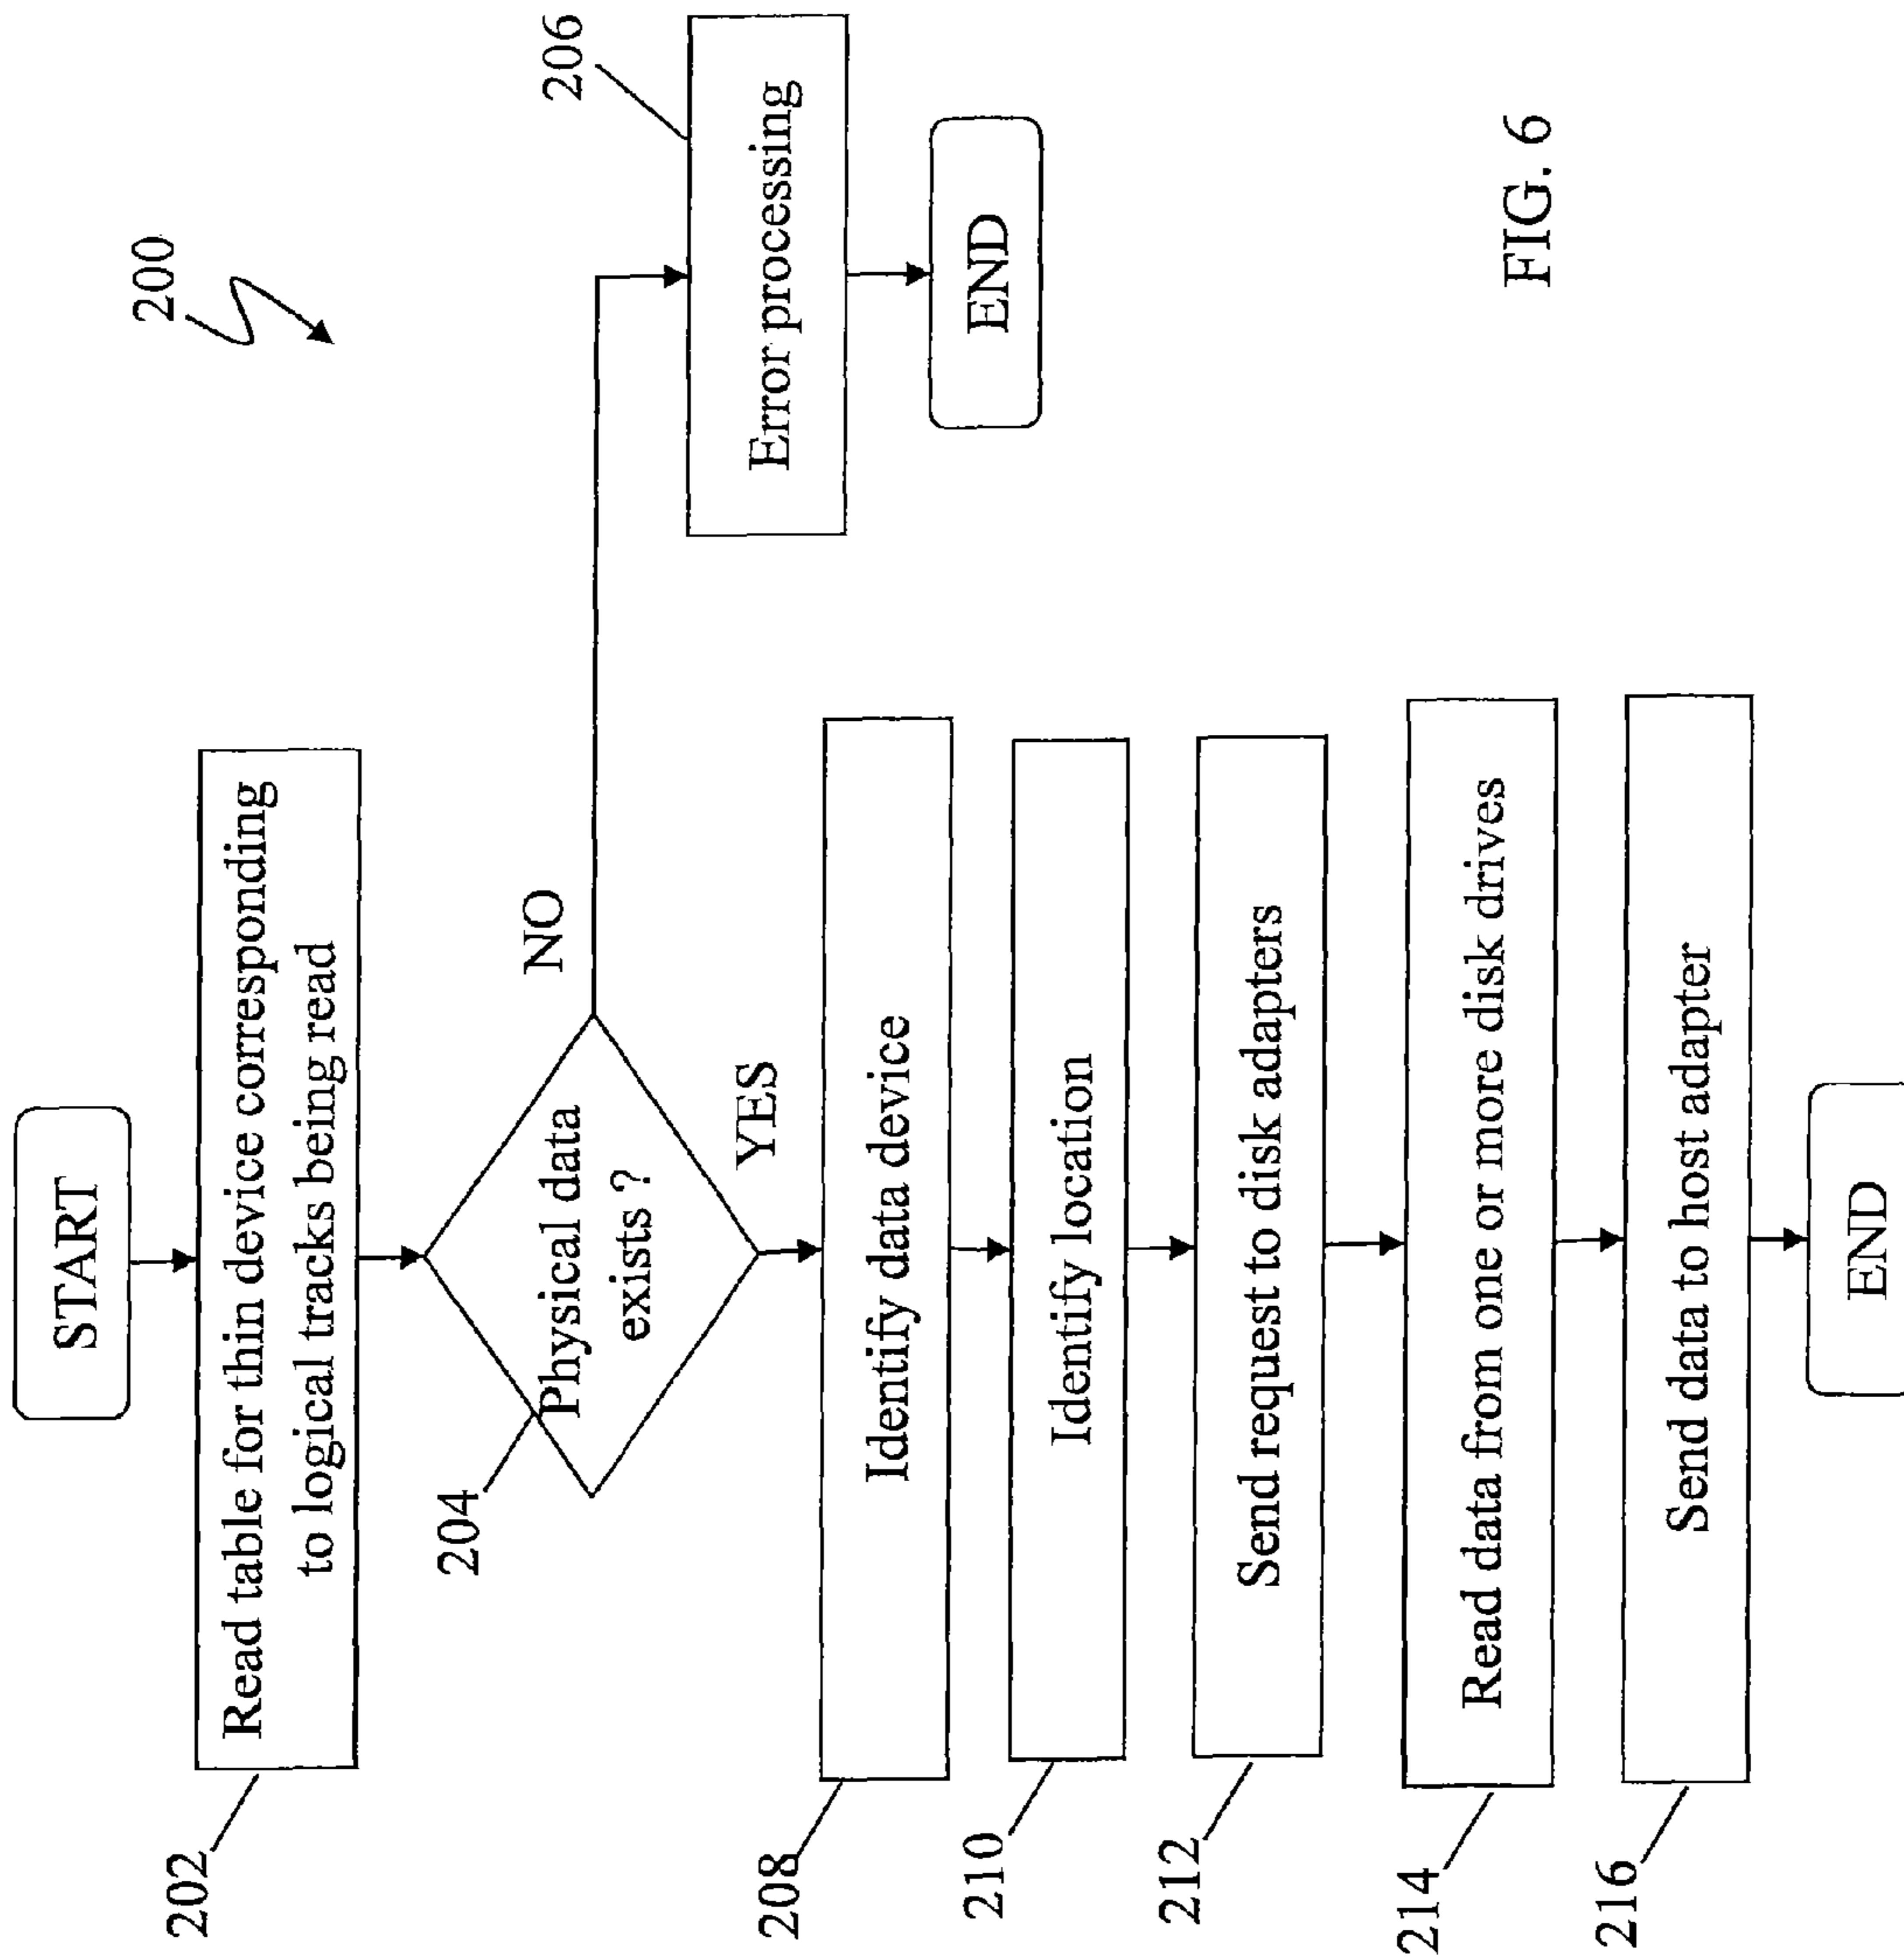 200
START
202
Read table for thin device corresponding
to logical tracks being read
204
Physical data
exists ?
NO
YES
206
Error processing
END
208
Identify data device
210
Identify location
212
Send request to disk adapters
214
Read data from one or more disk drives
216
Send data to host adapter
END
FIG. 6